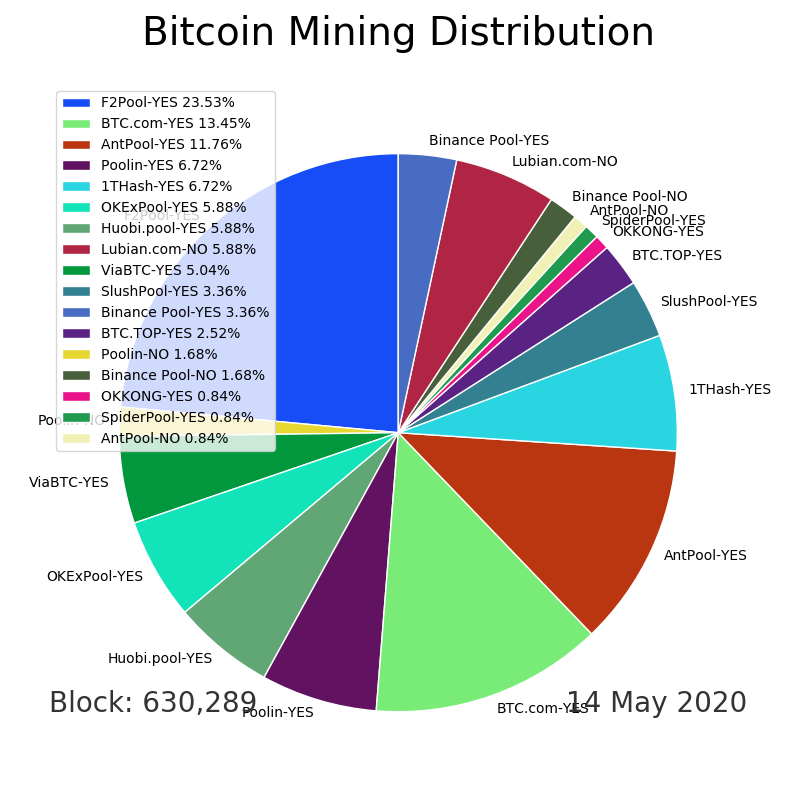 Bitcoin Mining Distribution
F2Pool-YES 23.53%
BTC.com-YES 13.45%
AntPool-YES 11.76%
Poolin-YES 6.72%
1THash-YES 6.72%
OKExPool-YES 5.88%
Huobi.pool-YES 5.88%
Lubian.com-NO 5.88%
ViaBTC-YES 5.04%
SlushPool-YES 3.36%
Binance Pool-YES 3.36%
BTC.TOP-YES 2.52%
Poolin-NO 1.68%
Binance Pool-NO 1.68%
OKKONG-YES 0.84%
SpiderPool-YES 0.84%
AntPool-NO 0.84%
Binance Pool-YES
Lubian.com-NO
Binance Pool-NO
AntPool-NO
SpiderPool-YES
OKKONG-YES
BTC.TOP-YES
SlushPool-YES
1THash-YES
AntPool-YES
BTC.com-YES
Poolin-YES
Huobi.pool-YES
OKExPool-YES
ViaBTC-YES
Poolin-NO
F2Pool-YES
Block: 630,289
14 May 2020